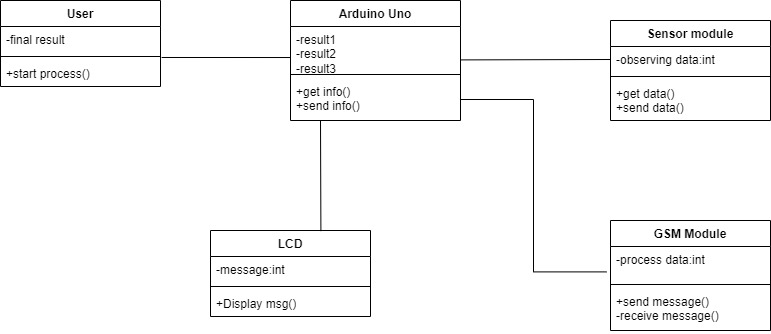 User
-final result
+start process()
Arduino Uno
-result1
-result2
-result3
+get info()
+send info()
Sensor module
-observing data:int
+get data()
+send data()
LCD
-message:int
+Display msg()
GSM Module
-process data:int
+send message()
-receive message()